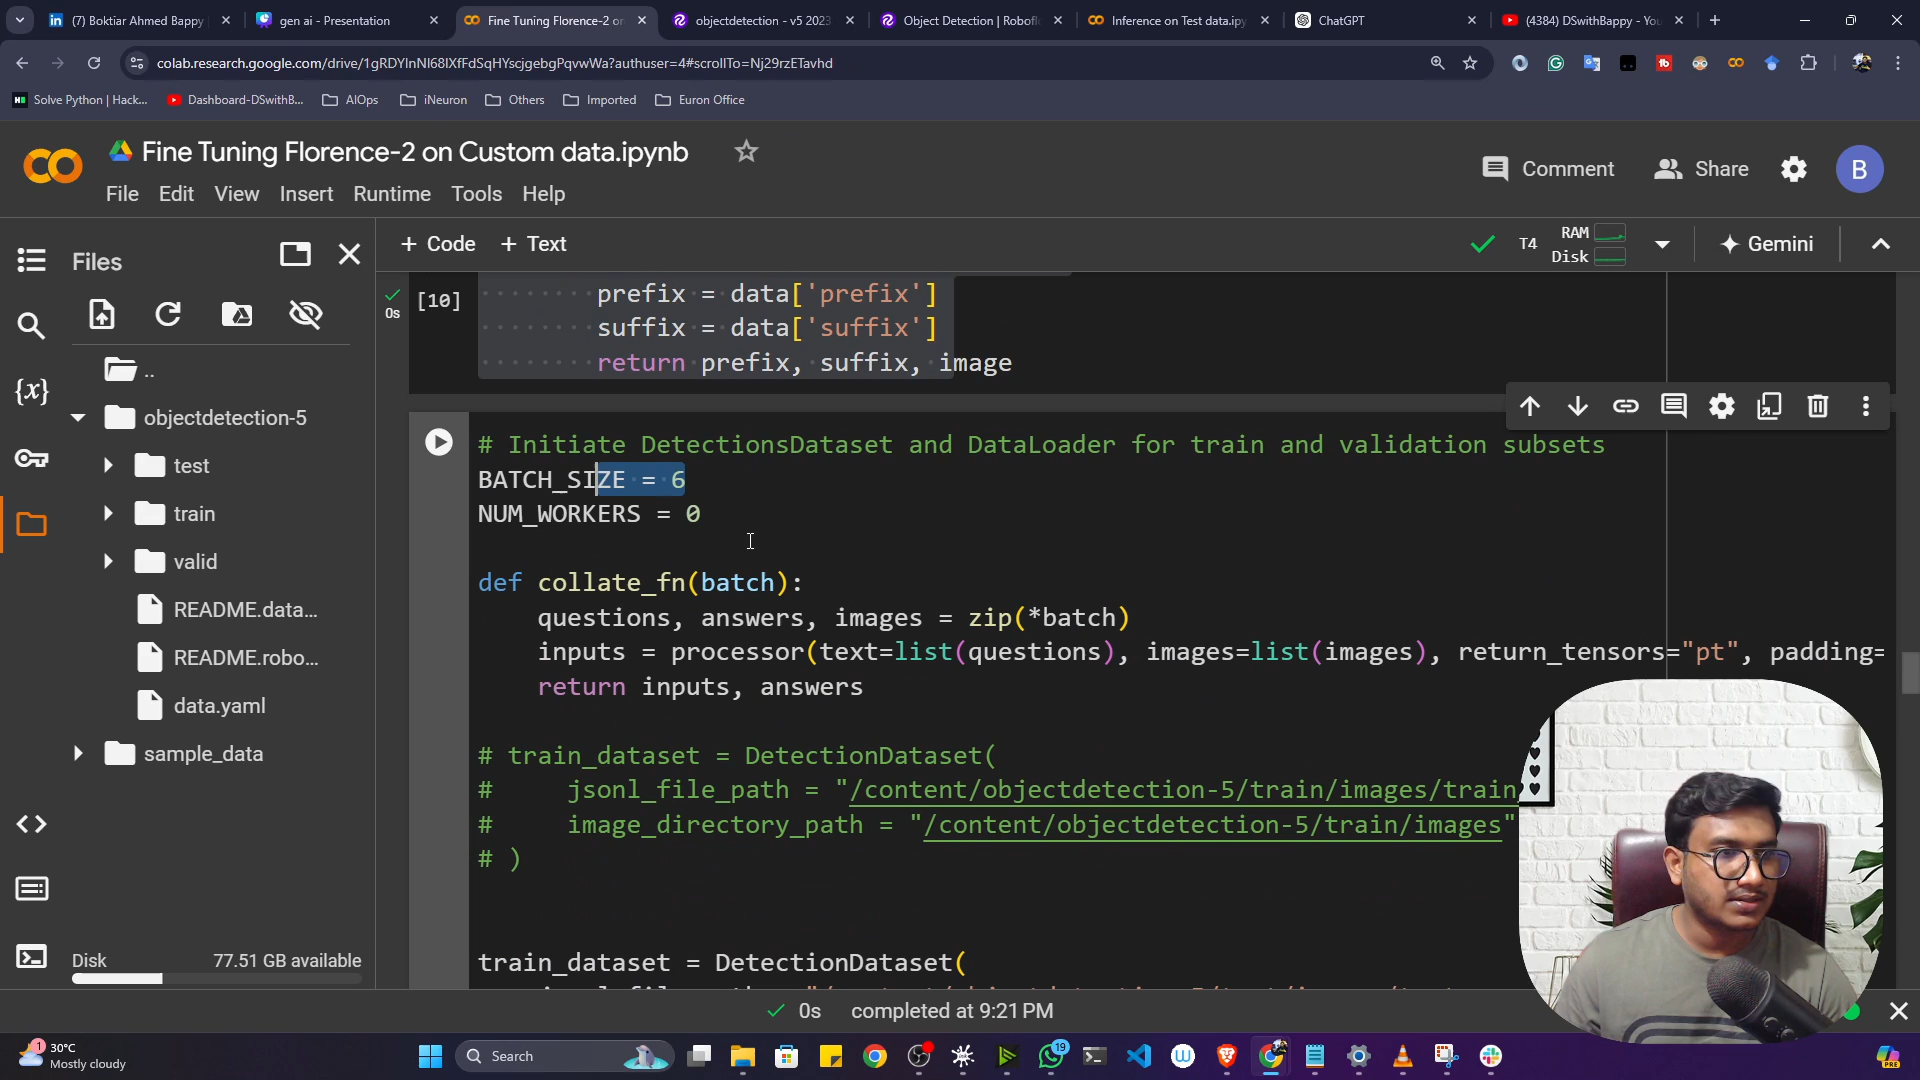 (7) Boktiar Ahmed Bappy
gen ai - Presentation
Fine Tuning Florence-2 on
objectdetection - v5 2023
Object Detection | Robofl
Inference on Test data.ipy
ChatGPT
(4384) DSwithBappy - You
colab.research.google.com/drive/1gRDYlnNl68lXfFdSqHYscjgebgPqvwWa?authuser=4#scrollTo=Nj29rzETavhd
Solve Python | Hack...
Dashboard-DSwithB...
AIOps
iNeuron
Others
Imported
Euron Office
Fine Tuning Florence-2 on Custom data.ipynb
File Edit View Insert Runtime Tools Help
Comment
Share
B
Files
+ Code + Text
T4
RAM
Disk
Gemini
..
objectdetection-5
test
train
valid
README.data...
README.robo...
data.yaml
sample_data
Disk 77.51 GB available
0s
[10]
prefix = data['prefix']
suffix = data['suffix']
return prefix, suffix, image
# Initiate DetectionsDataset and DataLoader for train and validation subsets
BATCH_SIZE = 6
NUM_WORKERS = 0
def collate_fn(batch):
questions, answers, images = zip(*batch)
inputs = processor(text=list(questions), images=list(images), return_tensors="pt", padding=
return inputs, answers
# train_dataset = DetectionDataset(
# jsonl_file_path = "/content/objectdetection-5/train/images/train
# image_directory_path = "/content/objectdetection-5/train/images"
# )
train_dataset = DetectionDataset(
0s completed at 9:21 PM
1
30°C
Mostly cloudy
Search
19
PRE